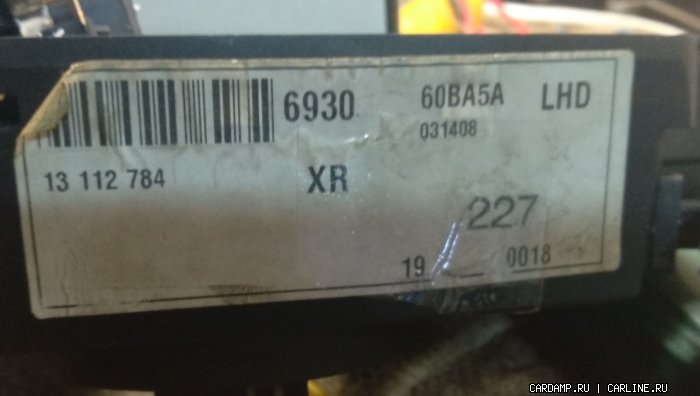 6930 60BA5A LHD
031408
13 112 784 XR
227
19 0018
CARDAMP.RU | CARLINE.RU